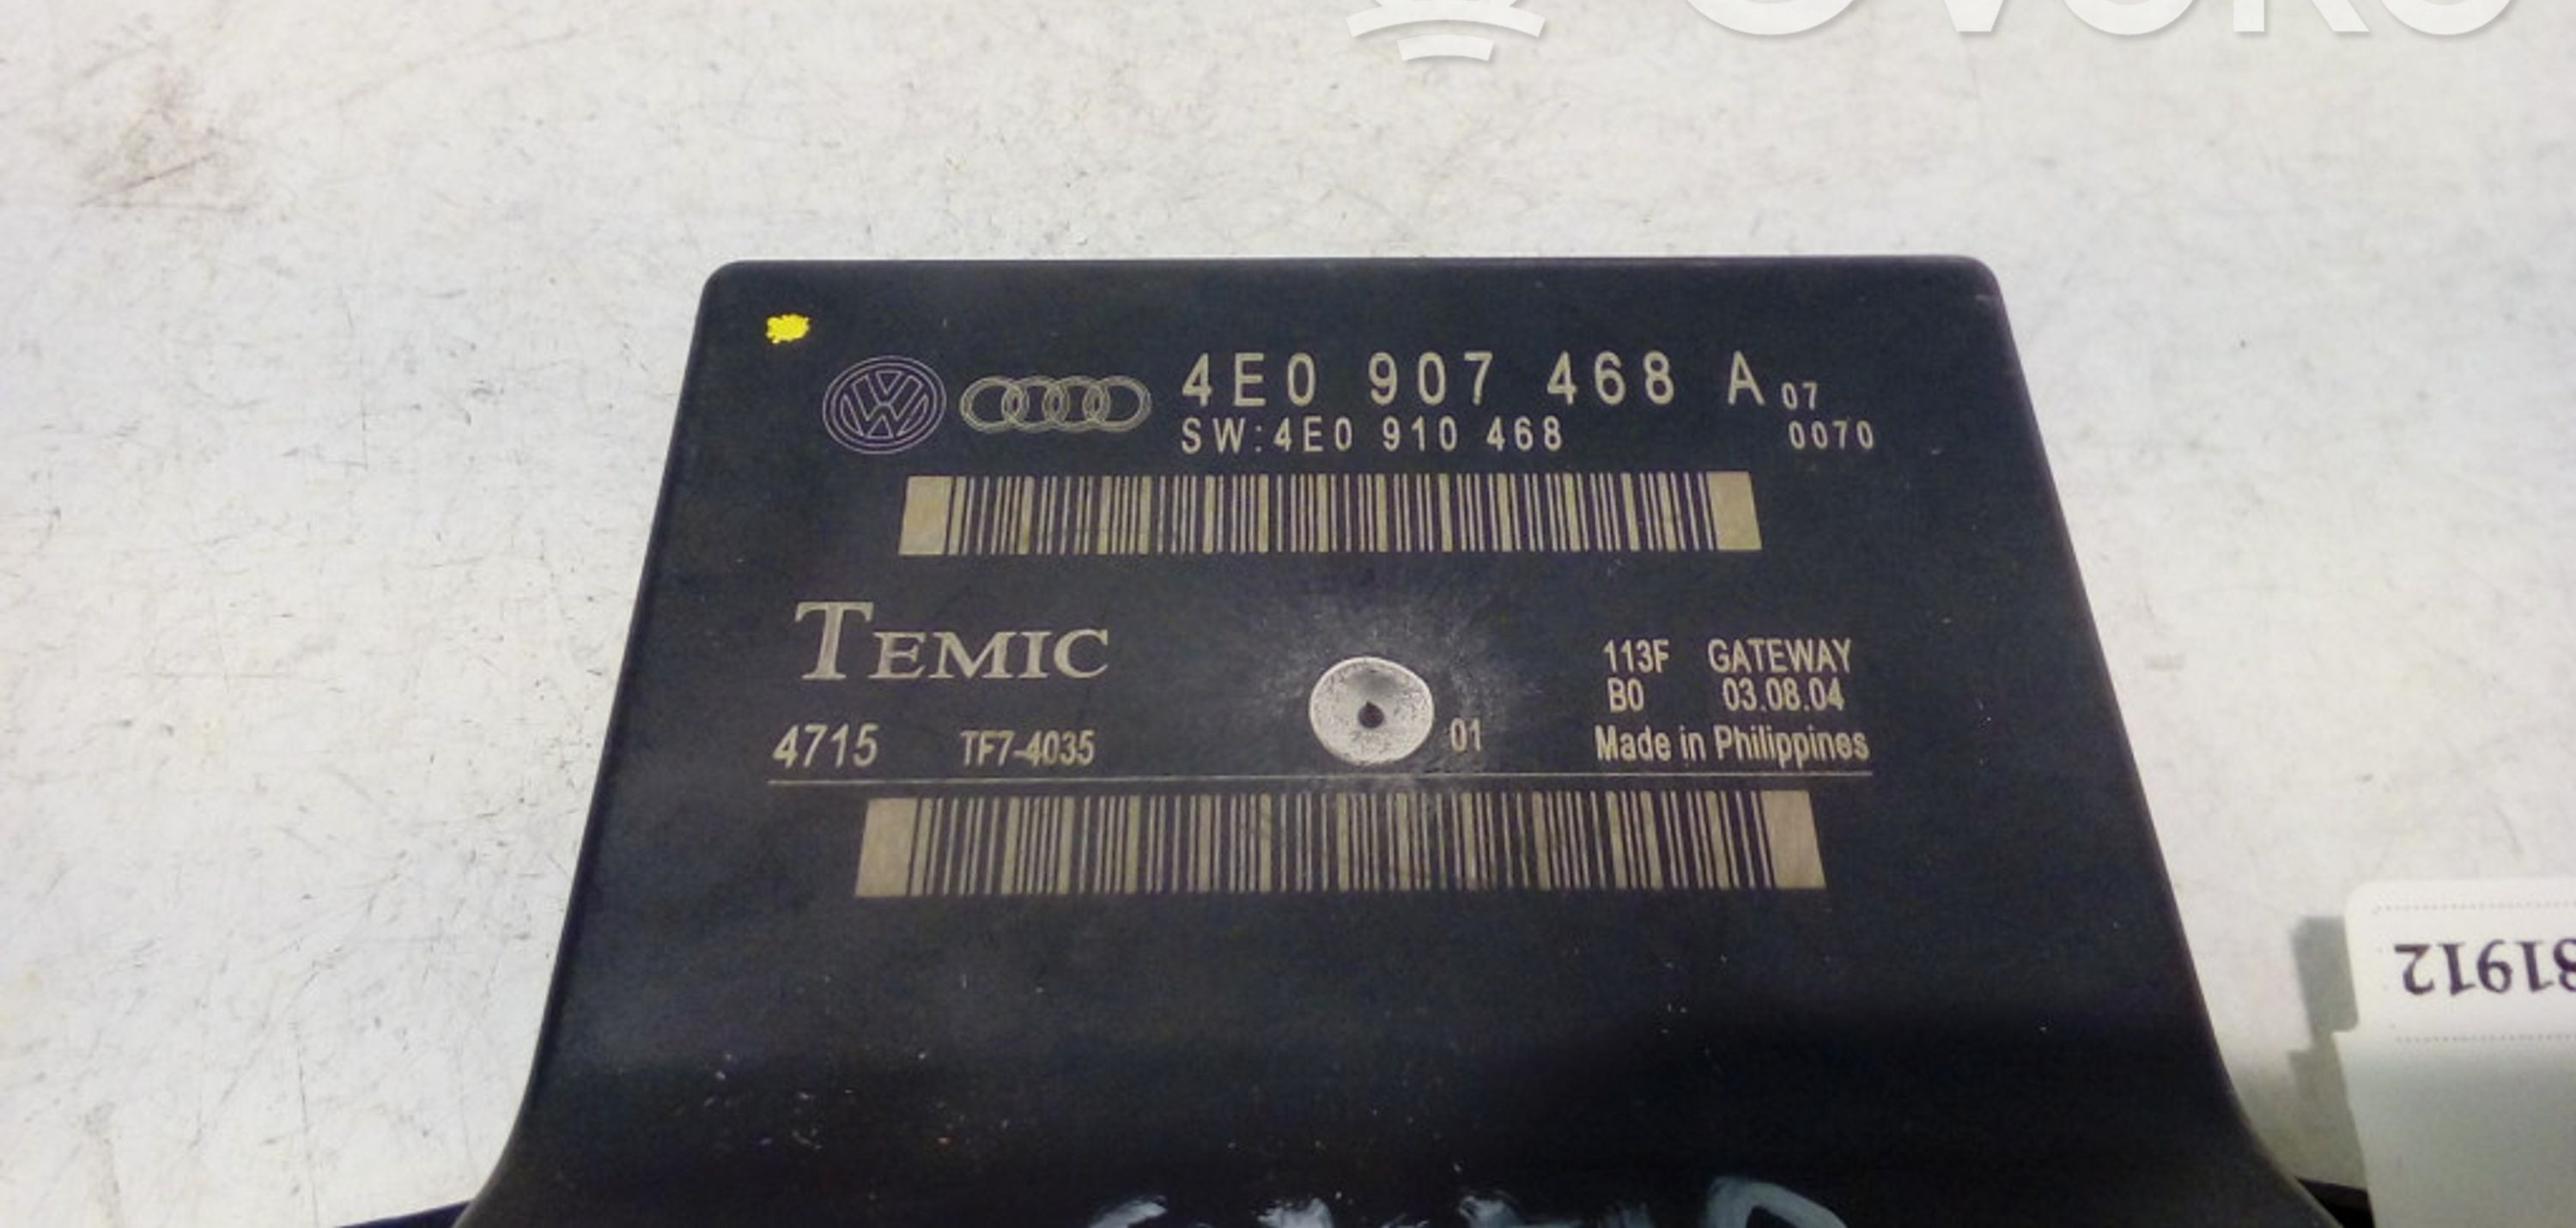 4E0 907 468 A 07
SW:4E0 910 468 0070
TEMIC
113F GATEWAY
B0 03.08.04
4715 TF7-4035 01 Made in Philippines